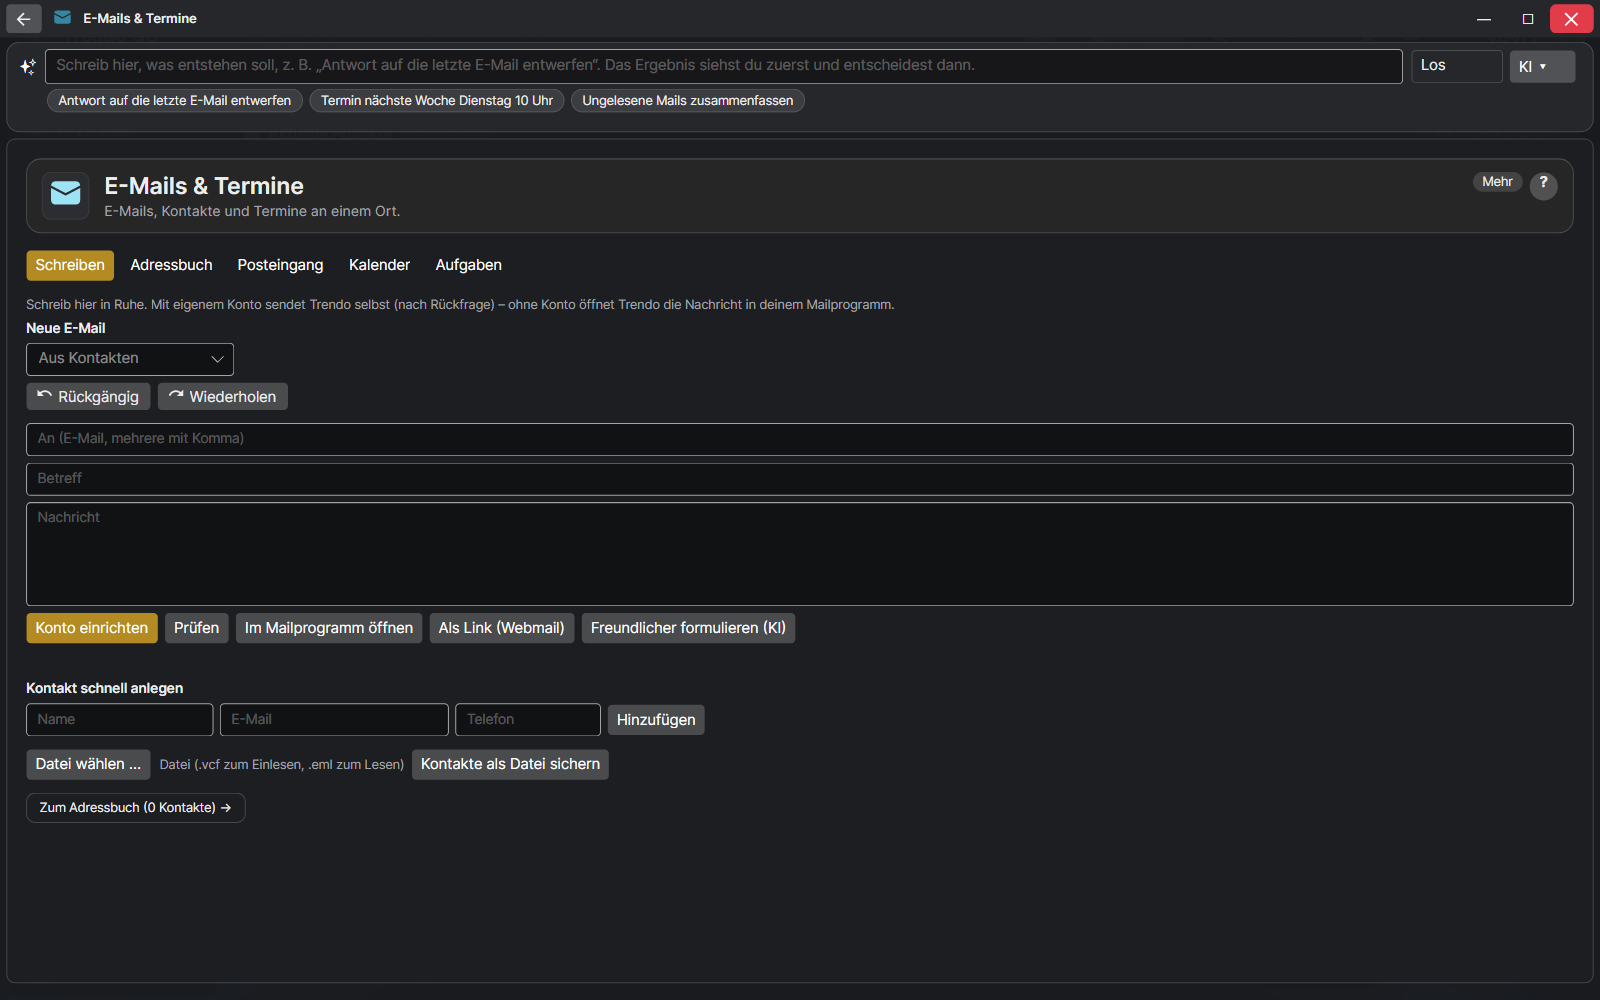 E-Mails & Termine
Schreib hier, was entstehen soll, z. B. „Antwort auf die letzte E-Mail entwerfen“. Das Ergebnis siehst du zuerst und entscheidest dann.
Los
KI ▾
Antwort auf die letzte E-Mail entwerfen
Termin nächste Woche Dienstag 10 Uhr
Ungelesene Mails zusammenfassen
E-Mails & Termine
E-Mails, Kontakte und Termine an einem Ort.
Mehr
?
Schreiben
Adressbuch
Posteingang
Kalender
Aufgaben
Schreib hier in Ruhe. Mit eigenem Konto sendet Trendo selbst (nach Rückfrage) – ohne Konto öffnet Trendo die Nachricht in deinem Mailprogramm.
Neue E-Mail
Aus Kontakten
Rückgängig
Wiederholen
An (E-Mail, mehrere mit Komma)
Betreff
Nachricht
Konto einrichten
Prüfen
Im Mailprogramm öffnen
Als Link (Webmail)
Freundlicher formulieren (KI)
Kontakt schnell anlegen
Name
E-Mail
Telefon
Hinzufügen
Datei wählen ...
Datei (.vcf zum Einlesen, .eml zum Lesen)
Kontakte als Datei sichern
Zum Adressbuch (0 Kontakte) →